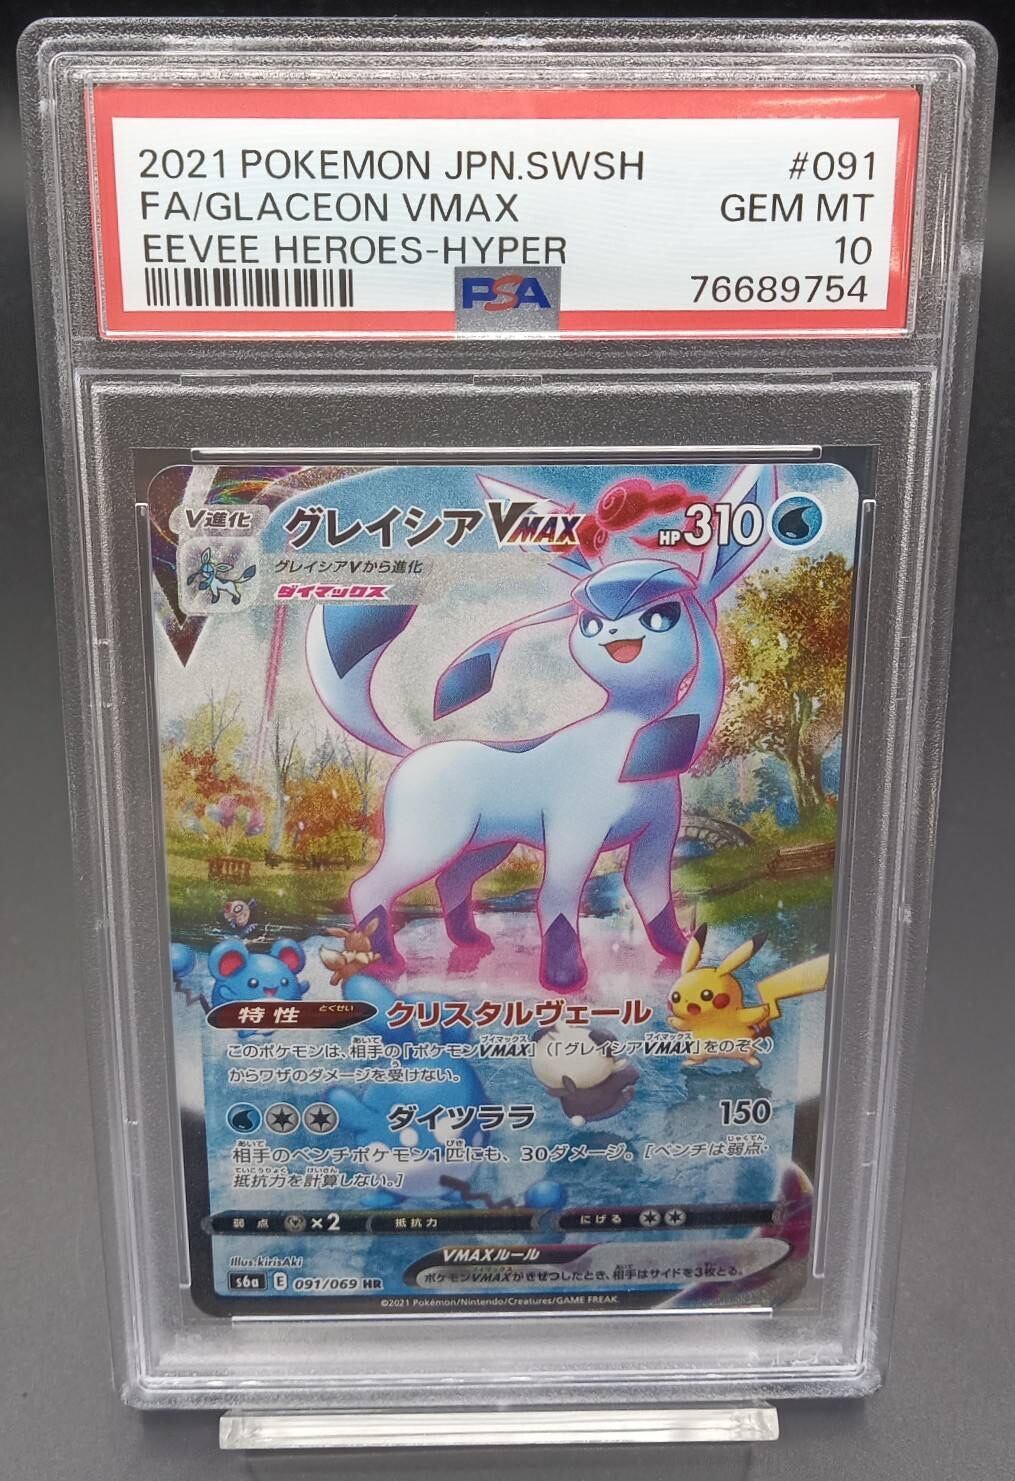 2021 POKEMON JPN.SWSH #091
FA/GLACEON VMAX GEM MT
EEVEE HEROES-HYPER 10
PSA 76689754
V進化 グレイシアVMAX HP310
グレイシアVから進化
ダイマックス
特性 とくせい クリスタルヴェール
このポケモンは、相手の「ポケモンVMAX」(「グレイシアVMAX」をのぞく)
からワザのダメージを受けない。
ダイツララ 150
相手のベンチポケモン1匹にも、30ダメージ。[ベンチは弱点・
抵抗力を計算しない。]
弱点 ×2 抵抗力 にげる
Illus.kirisAki
VMAXルール
s6a E 091/069 HR
ポケモンVMAXがきぜつしたとき、相手はサイドを3枚とる。
©2021 Pokémon/Nintendo/Creatures/GAME FREAK.